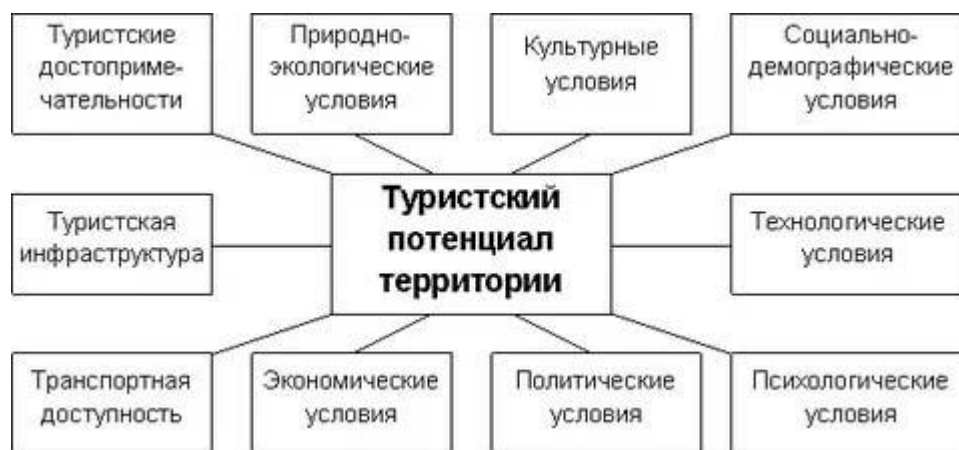 Туристские
достоприме-
чательности
Природно-
экологические
условия
Культурные
условия
Социально-
демографические
условия
Туристская
инфраструктура
Туристский
потенциал
территории
Технологические
условия
Транспортная
доступность
Экономические
условия
Политические
условия
Психологические
условия